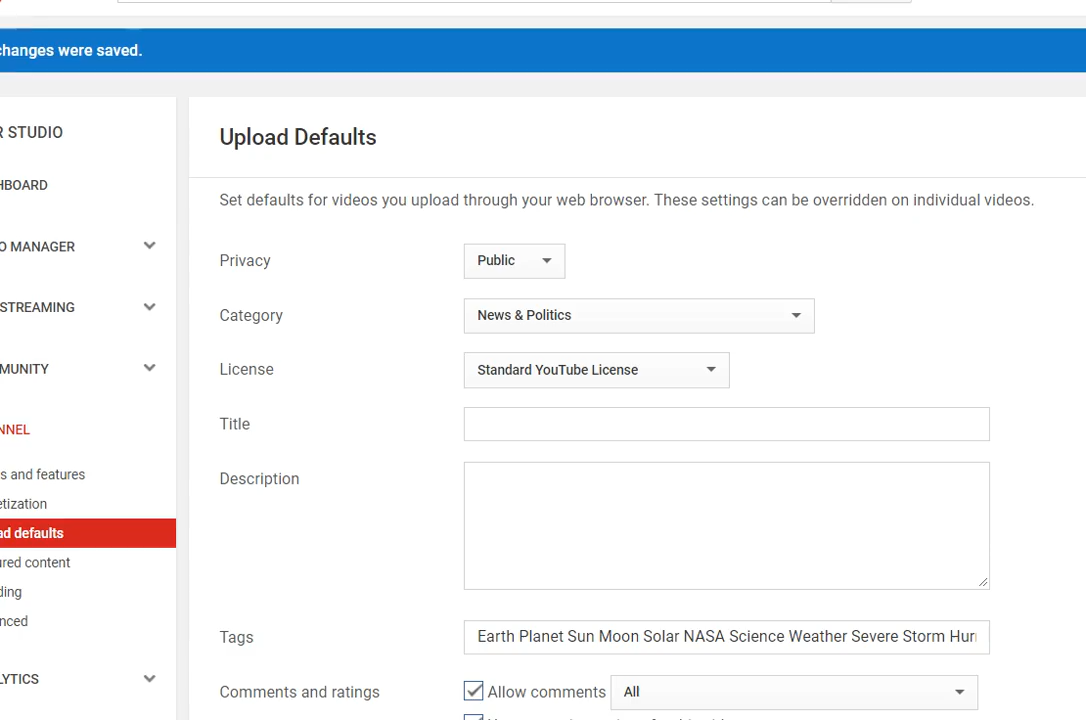 changes were saved.
R STUDIO
HBOARD
O MANAGER
STREAMING
MUNITY
NNEL
s and features
etization
ad defaults
ured content
ding
nced
LYTICS
Upload Defaults
Set defaults for videos you upload through your web browser. These settings can be overridden on individual videos.
Privacy Public
Category News & Politics
License Standard YouTube License
Title
Description
Tags Earth Planet Sun Moon Solar NASA Science Weather Severe Storm Hurr
Comments and ratings Allow comments All